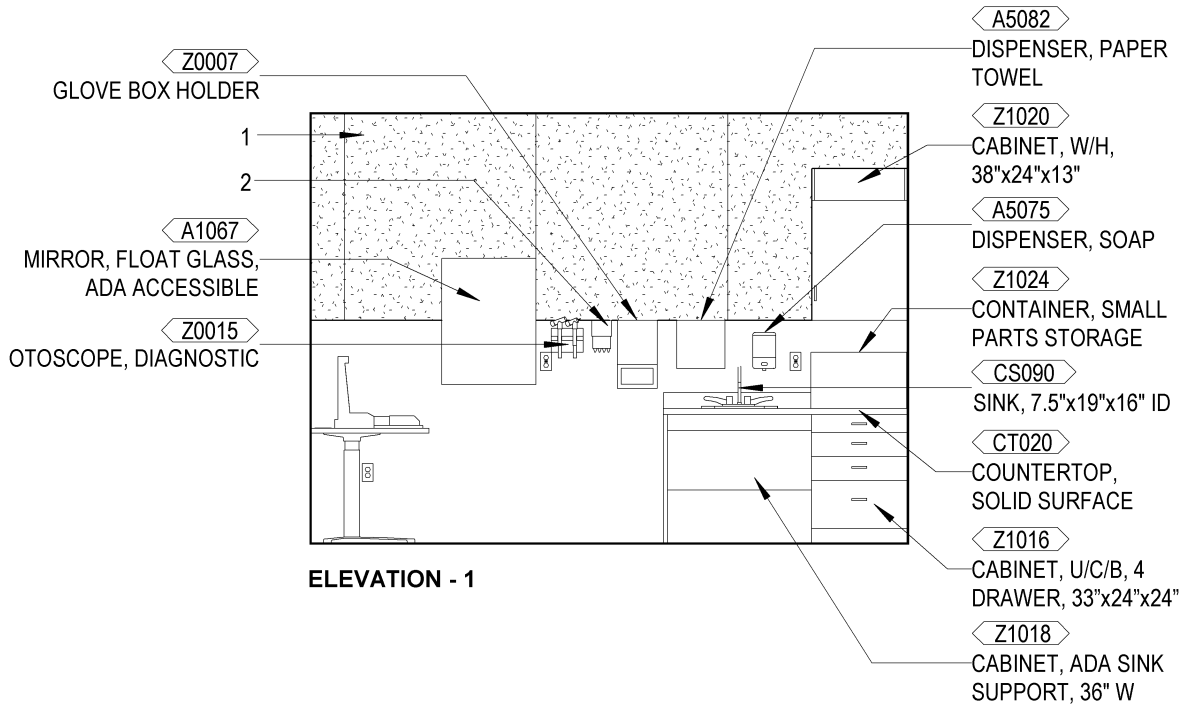 Z0007
GLOVE BOX HOLDER
1
2
A1067
MIRROR, FLOAT GLASS,
ADA ACCESSIBLE
Z0015
OTOSCOPE, DIAGNOSTIC
A5082
DISPENSER, PAPER
TOWEL
Z1020
CABINET, W/H,
38"x24"x13"
A5075
DISPENSER, SOAP
Z1024
CONTAINER, SMALL
PARTS STORAGE
CS090
SINK, 7.5"x19"x16" ID
CT020
COUNTERTOP,
SOLID SURFACE
Z1016
CABINET, U/C/B, 4
DRAWER, 33”x24”x24”
Z1018
CABINET, ADA SINK
SUPPORT, 36" W
ELEVATION - 1